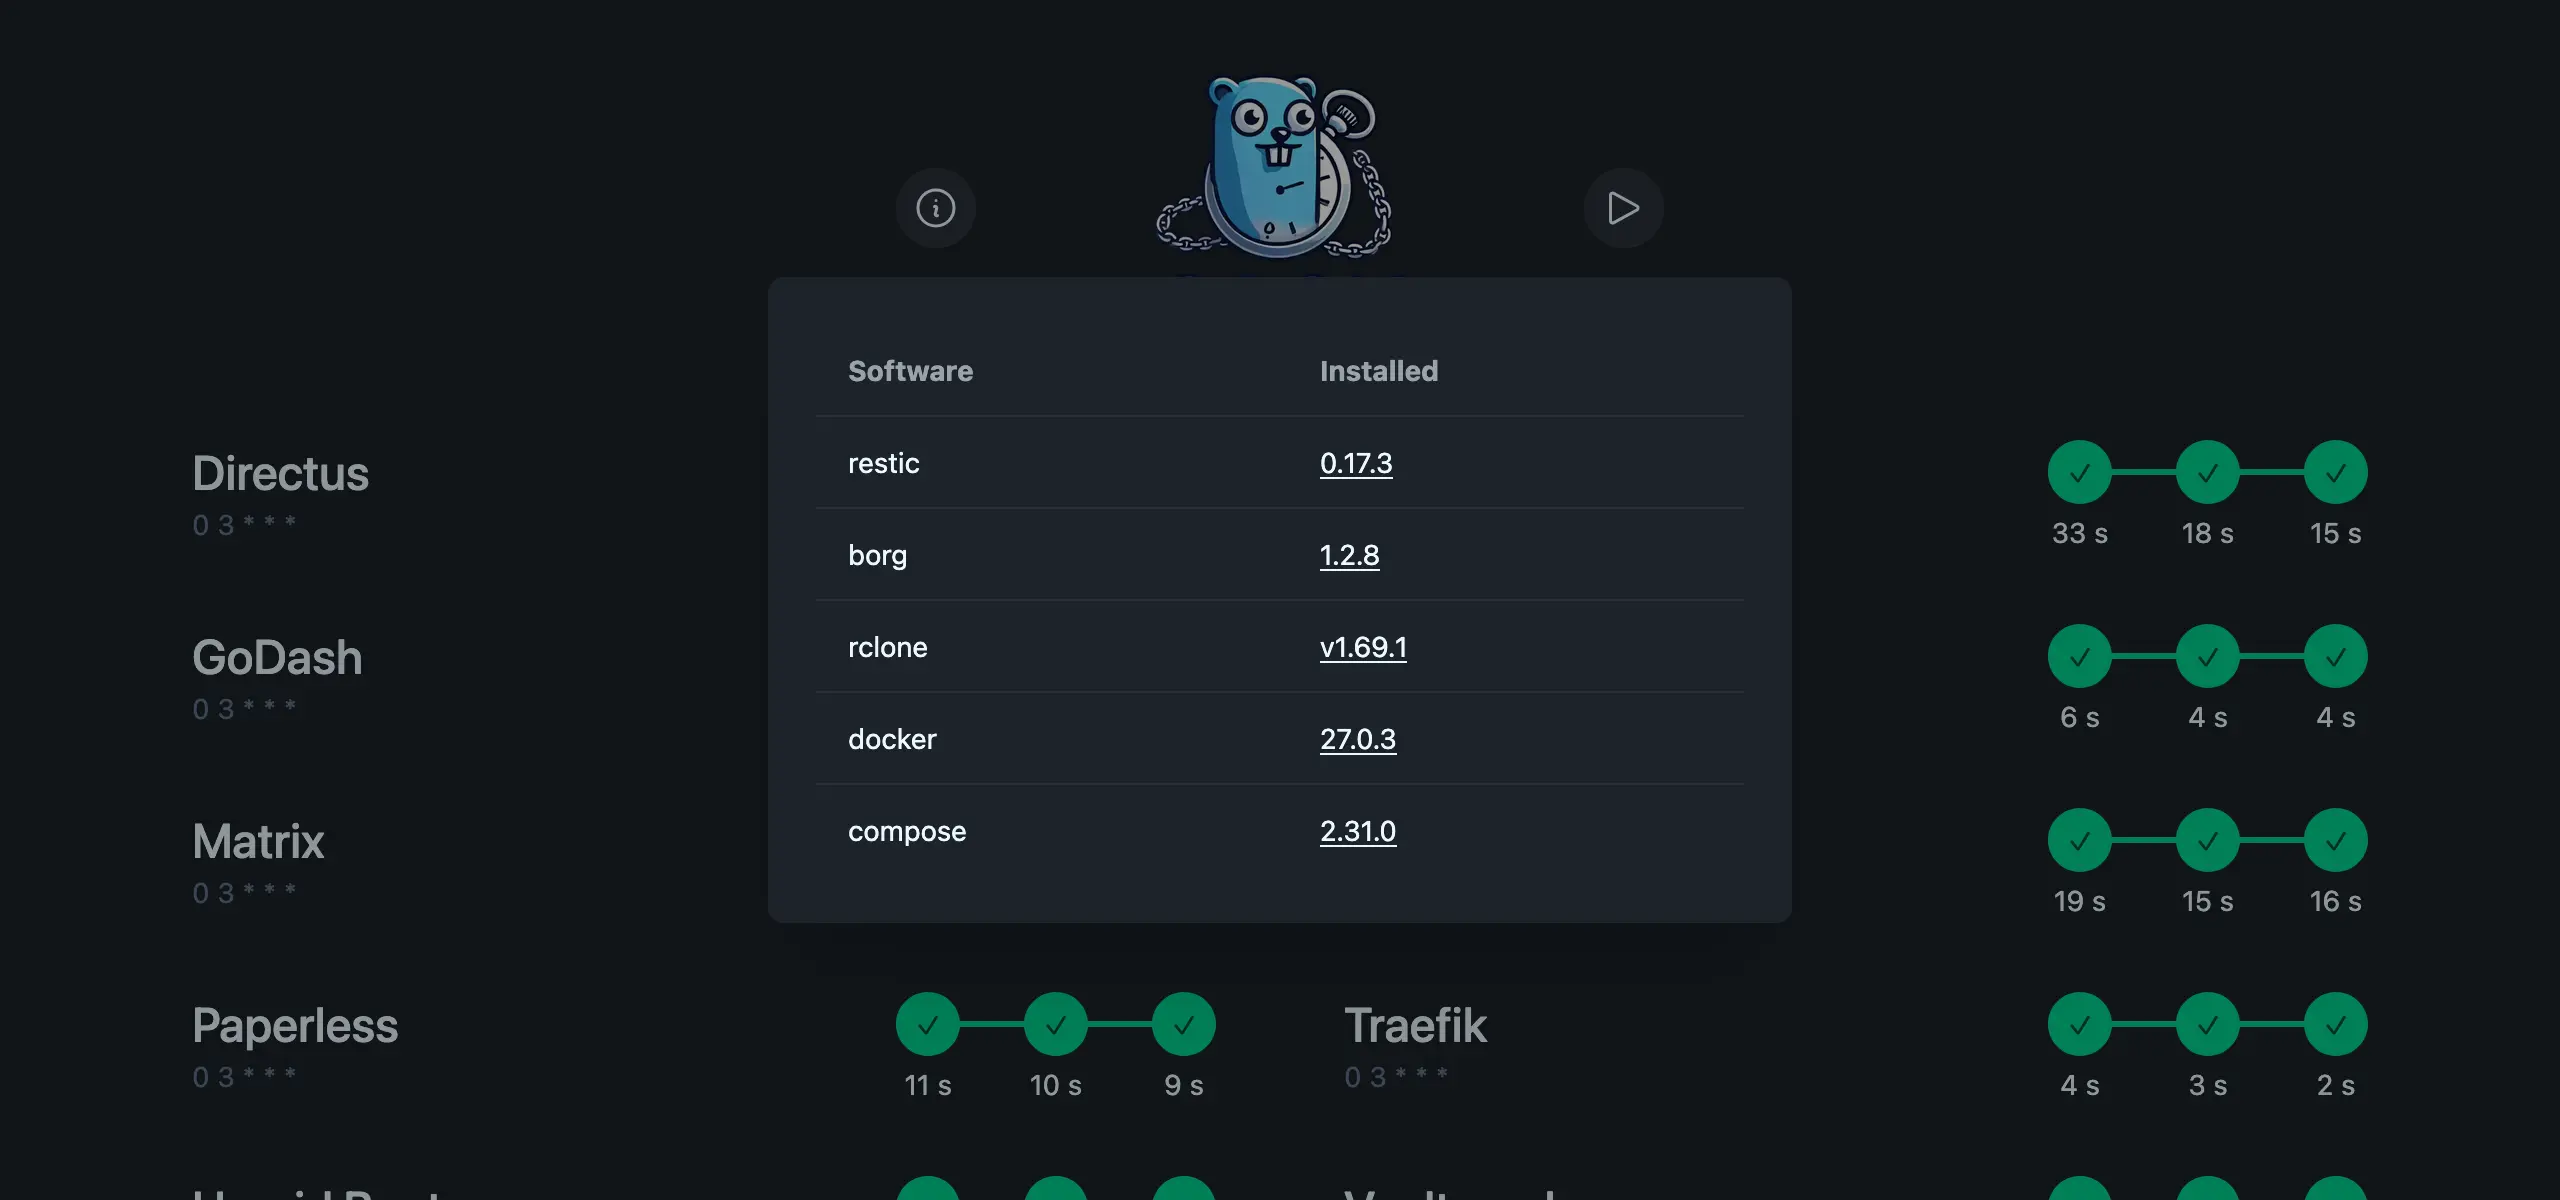 Software Installed
restic 0.17.3
borg 1.2.8
rclone v1.69.1
docker 27.0.3
compose 2.31.0
Directus
0 3 * * *
33 s 18 s 15 s
GoDash
0 3 * * *
6 s 4 s 4 s
Matrix
0 3 * * *
19 s 15 s 16 s
Paperless
0 3 * * *
11 s 10 s 9 s
Traefik
0 3 * * *
4 s 3 s 2 s